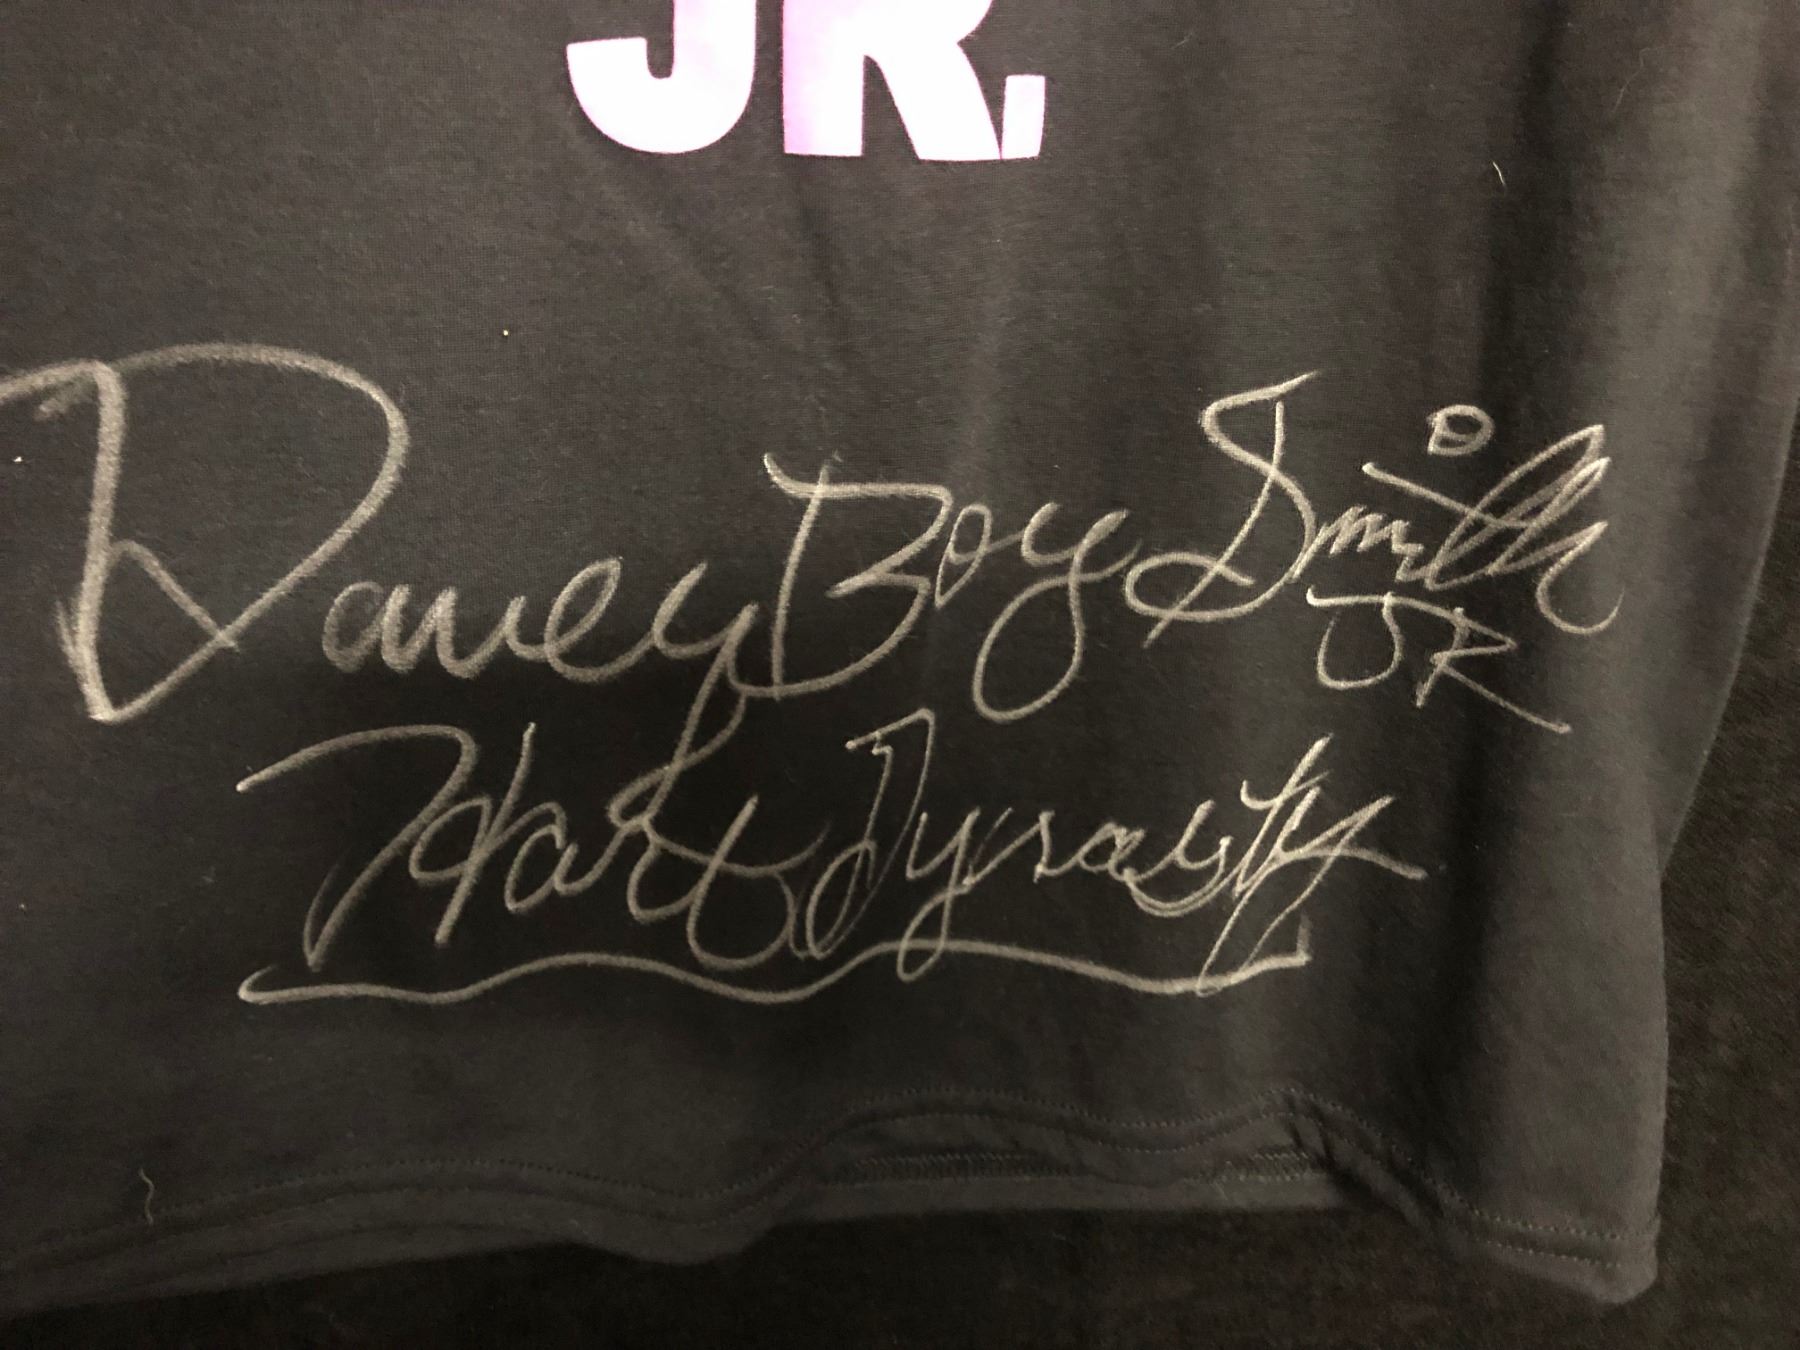 JR.
Davey Boy Smith
JR
Hart Dynasty